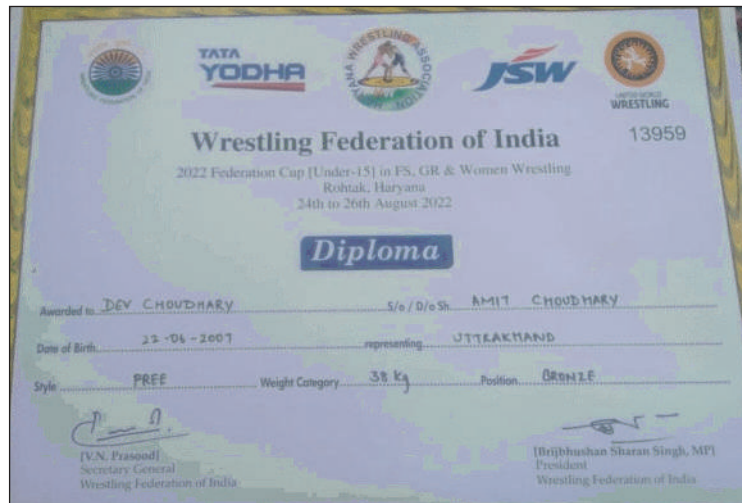 TATA
YODHA
HARYANA WRESTLING ASSOCIATION
JSW
UNITED WORLD
WRESTLING
Wrestling Federation of India
13959
2022 Federation Cup [Under-15] in FS, GR & Women Wrestling
Rohtak, Haryana
24th to 26th August 2022
Diploma
Awarded to DEV CHOUDHARY S/o / D/o Sh. AMIT CHOUDHARY
Date of Birth 22-06-2007 representing UTTRAKHAND
Style FREE Weight Category 38 kg Position BRONZE
[V.N. Prasood]
Secretary General
Wrestling Federation of India
[Brijbhushan Sharan Singh, MP]
President
Wrestling Federation of India